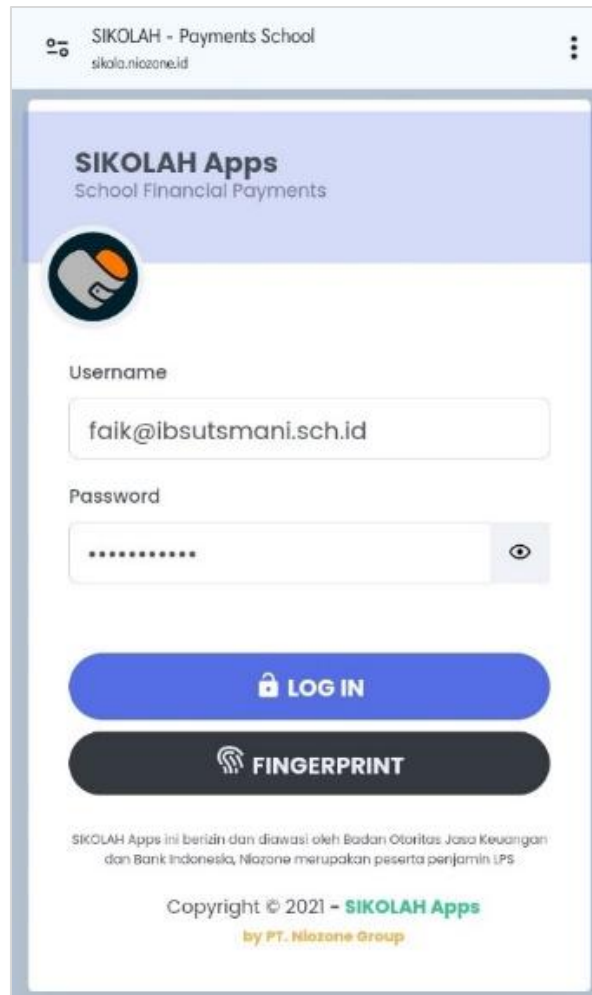 SIKOLAH - Payments School
sikola.niozone.id
SIKOLAH Apps
School Financial Payments
Username
faik@ibsutsmani.sch.id
Password
•••••••••••
LOG IN
FINGERPRINT
SIKOLAH Apps ini berizin dan diawasi oleh Badan Otoritas Jasa Keuangan
dan Bank Indonesia, Niozone merupakan peserta penjamin LPS
Copyright © 2021 - SIKOLAH Apps
by PT. Niozone Group